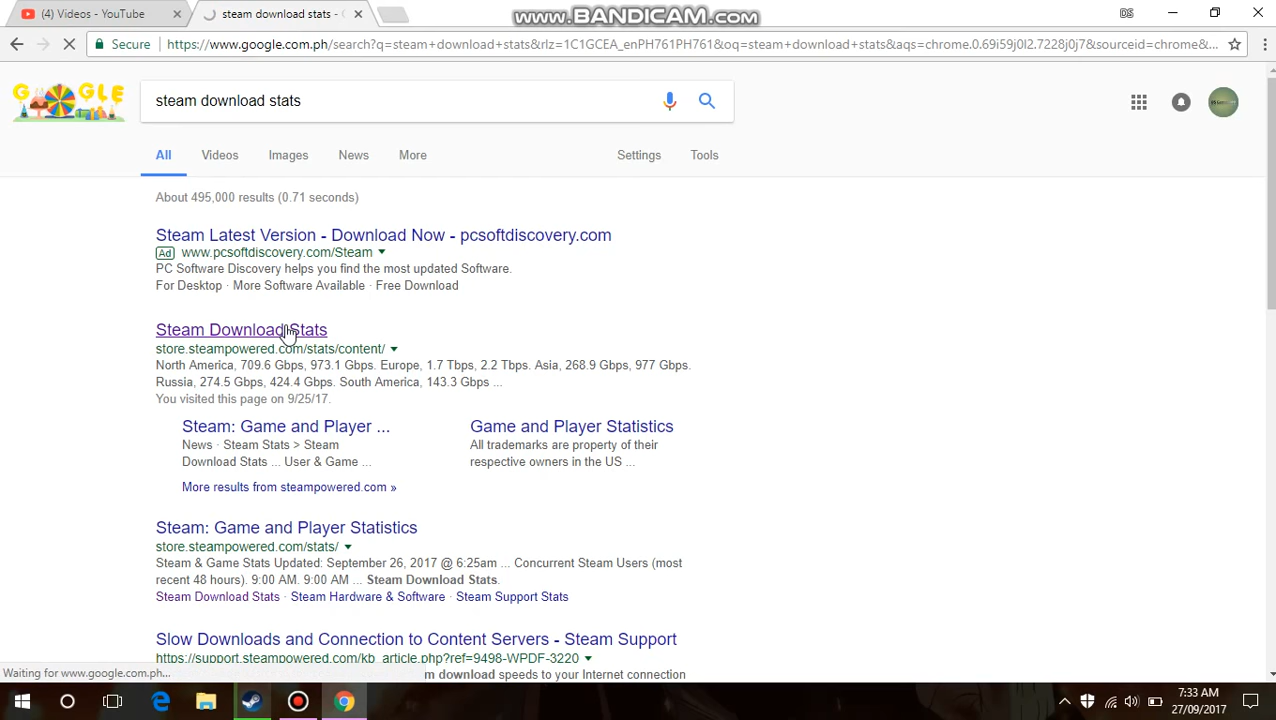 (4) Videos - YouTube
steam download stats - G
www.BANDICAM.com
DS
Secure
https://www.google.com.ph/search?q=steam+download+stats&rlz=1C1GCEA_enPH761PH761&oq=steam+download+stats&aqs=chrome.0.69i59j0l2.7228j0j7&sourceid=chrome&...
GOOGLE
steam download stats
All Videos Images News More Settings Tools
About 495,000 results (0.71 seconds)
Steam Latest Version - Download Now - pcsoftdiscovery.com
Ad www.pcsoftdiscovery.com/Steam
PC Software Discovery helps you find the most updated Software.
For Desktop · More Software Available · Free Download
Steam Download Stats
store.steampowered.com/stats/content/
North America, 709.6 Gbps, 973.1 Gbps. Europe, 1.7 Tbps, 2.2 Tbps. Asia, 268.9 Gbps, 977 Gbps.
Russia, 274.5 Gbps, 424.4 Gbps. South America, 143.3 Gbps ...
You visited this page on 9/25/17.
Steam: Game and Player ...
News · Steam Stats > Steam
Download Stats ... User & Game ...
Game and Player Statistics
All trademarks are property of their
respective owners in the US ...
More results from steampowered.com »
Steam: Game and Player Statistics
store.steampowered.com/stats/
Steam & Game Stats Updated: September 26, 2017 @ 6:25am ... Concurrent Steam Users (most
recent 48 hours). 9:00 AM. 9:00 AM ... Steam Download Stats.
Steam Download Stats · Steam Hardware & Software · Steam Support Stats
Slow Downloads and Connection to Content Servers - Steam Support
https://support.steampowered.com/kb_article.php?ref=9498-WPDF-3220
Waiting for www.google.com.ph...
m download speeds to your Internet connection
7:33 AM
27/09/2017